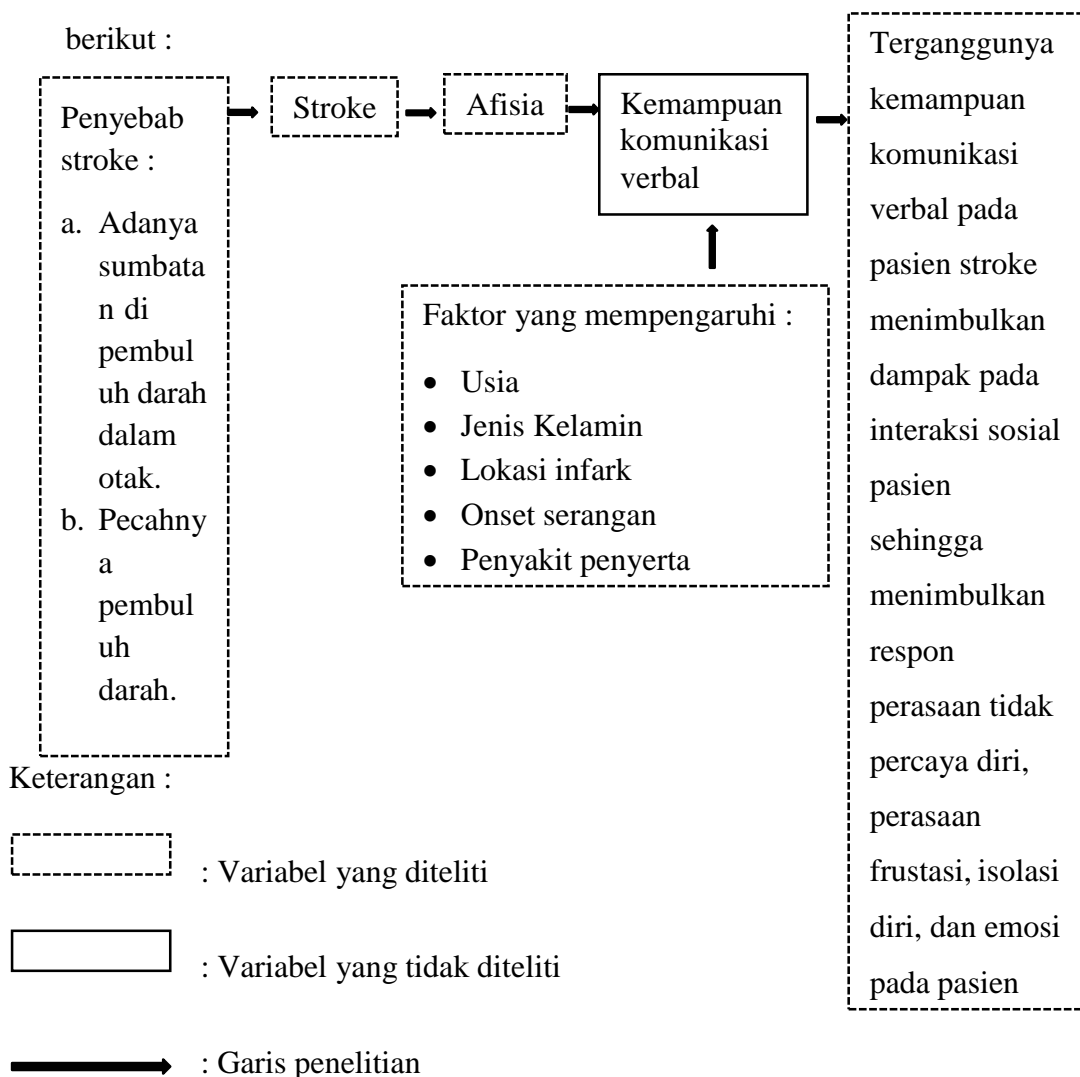 berikut :
Penyebab
stroke :
a. Adanya
sumbata
n di
pembul
uh darah
dalam
otak.
b. Pecahny
a
pembul
uh
darah.
Stroke
Afisia
Kemampuan
komunikasi
verbal
Faktor yang mempengaruhi :
• Usia
• Jenis Kelamin
• Lokasi infark
• Onset serangan
• Penyakit penyerta
Terganggunya
kemampuan
komunikasi
verbal pada
pasien stroke
menimbulkan
dampak pada
interaksi sosial
pasien
sehingga
menimbulkan
respon
perasaan tidak
percaya diri,
perasaan
frustasi, isolasi
diri, dan emosi
pada pasien
Keterangan :
: Variabel yang diteliti
: Variabel yang tidak diteliti
: Garis penelitian